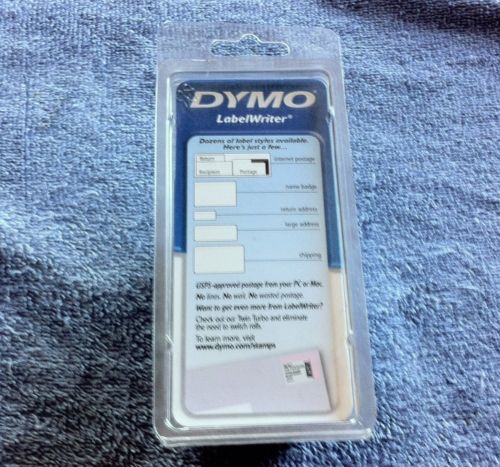 DYMO
LabelWriter®
Dozens of label styles available.
Here's just a few...
Return
internet postage
Recipient
Postage
name badge
return address
large address
shipping
USPS-approved postage from your PC or Mac.
No lines. No wait. No wasted postage.
Want to get even more from LabelWriter?
Check out our Twin Turbo and eliminate
the need to switch rolls.
To learn more, visit
www.dymo.com/stamps